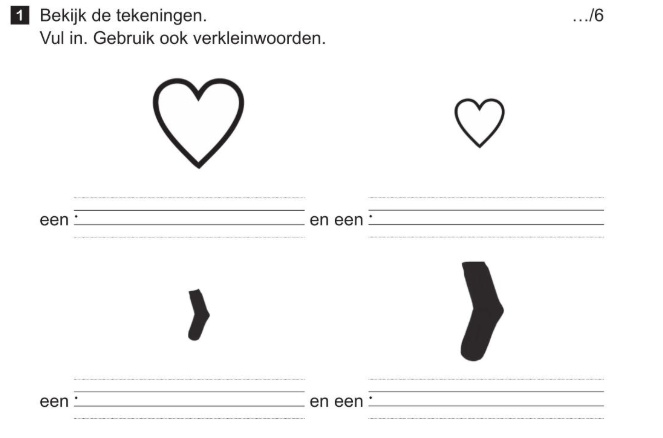 1 Bekijk de tekeningen. .../6
Vul in. Gebruik ook verkleinwoorden.
een en een
een en een